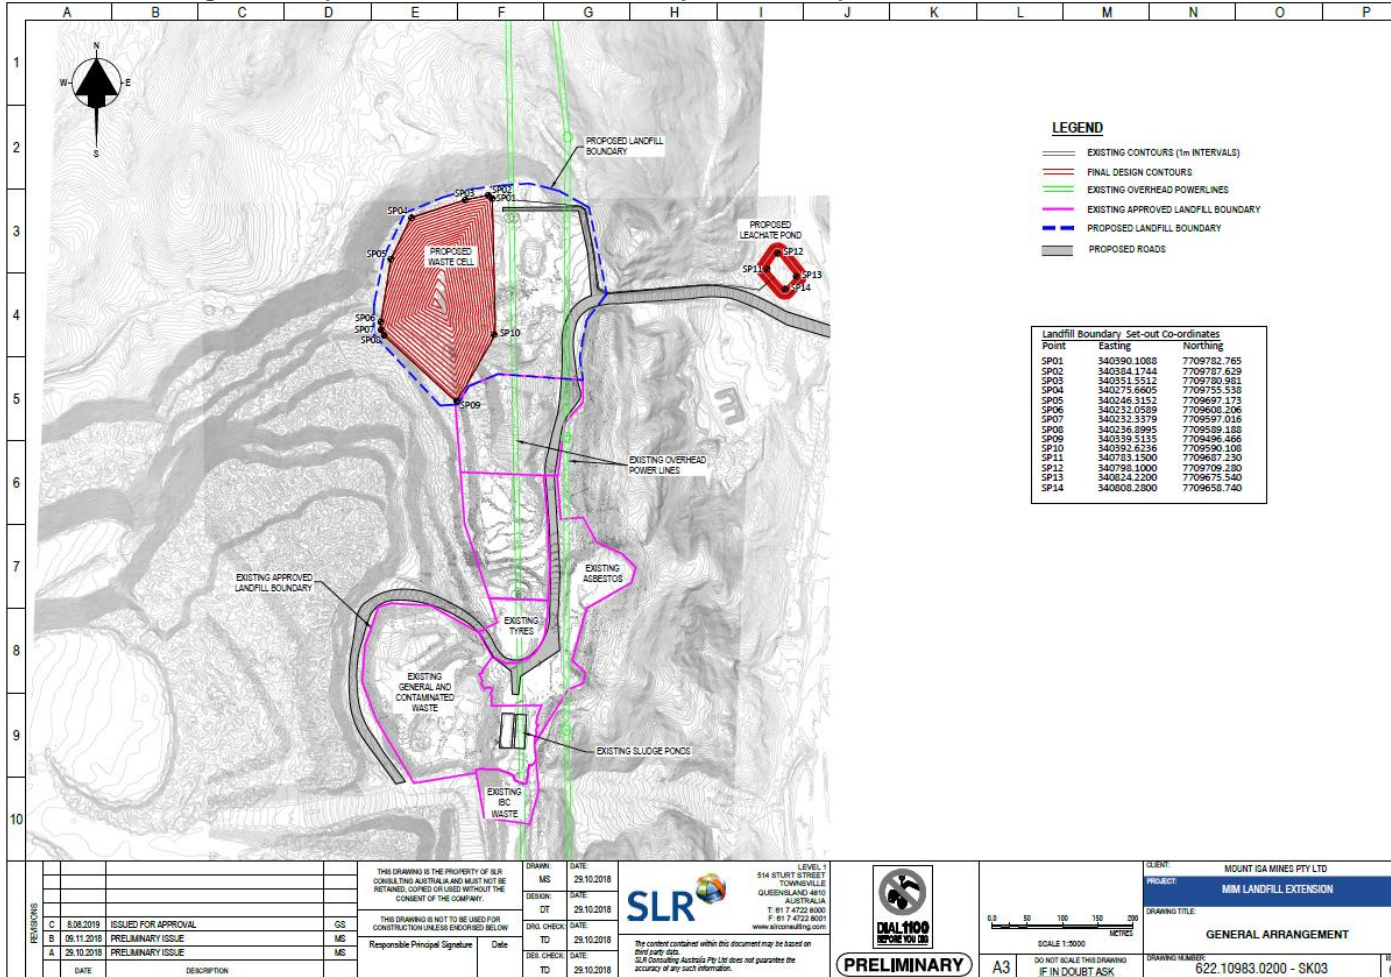 A B C D E F G H I J K L M N O P
1
2
3
4
5
6
7
8
9
10
N
W E
S
PROPOSED LANDFILL
BOUNDARY
SP03
SP02
SP01
SP04
SP05
PROPOSED
WASTE CELL
SP06
SP07
SP08
SP10
SP09
PROPOSED
LEACHATE POND
SP12
SP11
SP13
SP14
EXISTING OVERHEAD
POWER LINES
EXISTING
ASBESTOS
EXISTING APPROVED
LANDFILL BOUNDARY
EXISTING
TYRES
EXISTING
GENERAL AND
CONTAMINATED
WASTE
EXISTING SLUDGE PONDS
EXISTING
IBC
WASTE
LEGEND
EXISTING CONTOURS (1m INTERVALS)
FINAL DESIGN CONTOURS
EXISTING OVERHEAD POWERLINES
EXISTING APPROVED LANDFILL BOUNDARY
PROPOSED LANDFILL BOUNDARY
PROPOSED ROADS
Landfill Boundary Set-out Co-ordinates
Point Easting Northing
SP01 340390.1088 7709782.765
SP02 340384.1744 7709787.629
SP03 340351.5512 7709780.981
SP04 340275.6605 7709755.538
SP05 340246.3152 7709697.173
SP06 340232.0589 7709608.206
SP07 340232.3379 7709597.016
SP08 340236.8995 7709589.188
SP09 340339.5135 7709496.466
SP10 340392.6236 7709590.108
SP11 340783.1500 7709687.230
SP12 340798.1000 7709709.280
SP13 340824.2200 7709675.540
SP14 340808.2800 7709658.740
REVISIONS
C 8.08.2019 ISSUED FOR APPROVAL GS
B 09.11.2018 PRELIMINARY ISSUE MS
A 29.10.2018 PRELIMINARY ISSUE MS
DATE DESCRIPTION
THIS DRAWING IS THE PROPERTY OF SLR
CONSULTING AUSTRALIA AND MUST NOT BE
RETAINED, COPIED OR USED WITHOUT THE
CONSENT OF THE COMPANY.
THIS DRAWING IS NOT TO BE USED FOR
CONSTRUCTION UNLESS ENDORSED BELOW
Responsible Principal Signature Date
DRAWN: DATE:
MS 29.10.2018
DESIGN: DATE:
DT 29.10.2018
DRG. CHECK: DATE:
TD 29.10.2018
DES. CHECK: DATE:
TD 29.10.2018
SLR
LEVEL 1
514 STURT STREET
TOWNSVILLE
QUEENSLAND 4810
AUSTRALIA
T: 61 7 4722 8000
F: 61 7 4722 8001
www.slrconsulting.com
The content contained within this document may be based on
third party data.
SLR Consulting Australia Pty Ltd does not guarantee the
accuracy of any such information.
DIAL 1100
BEFORE YOU DIG
PRELIMINARY
0.0 50 100 150 200
METRES
SCALE 1:5000
A3
DO NOT SCALE THIS DRAWING
IF IN DOUBT ASK
CLIENT:
MOUNT ISA MINES PTY LTD
PROJECT:
MIM LANDFILL EXTENSION
DRAWING TITLE:
GENERAL ARRANGEMENT
DRAWING NUMBER:
622.10983.0200 - SK03